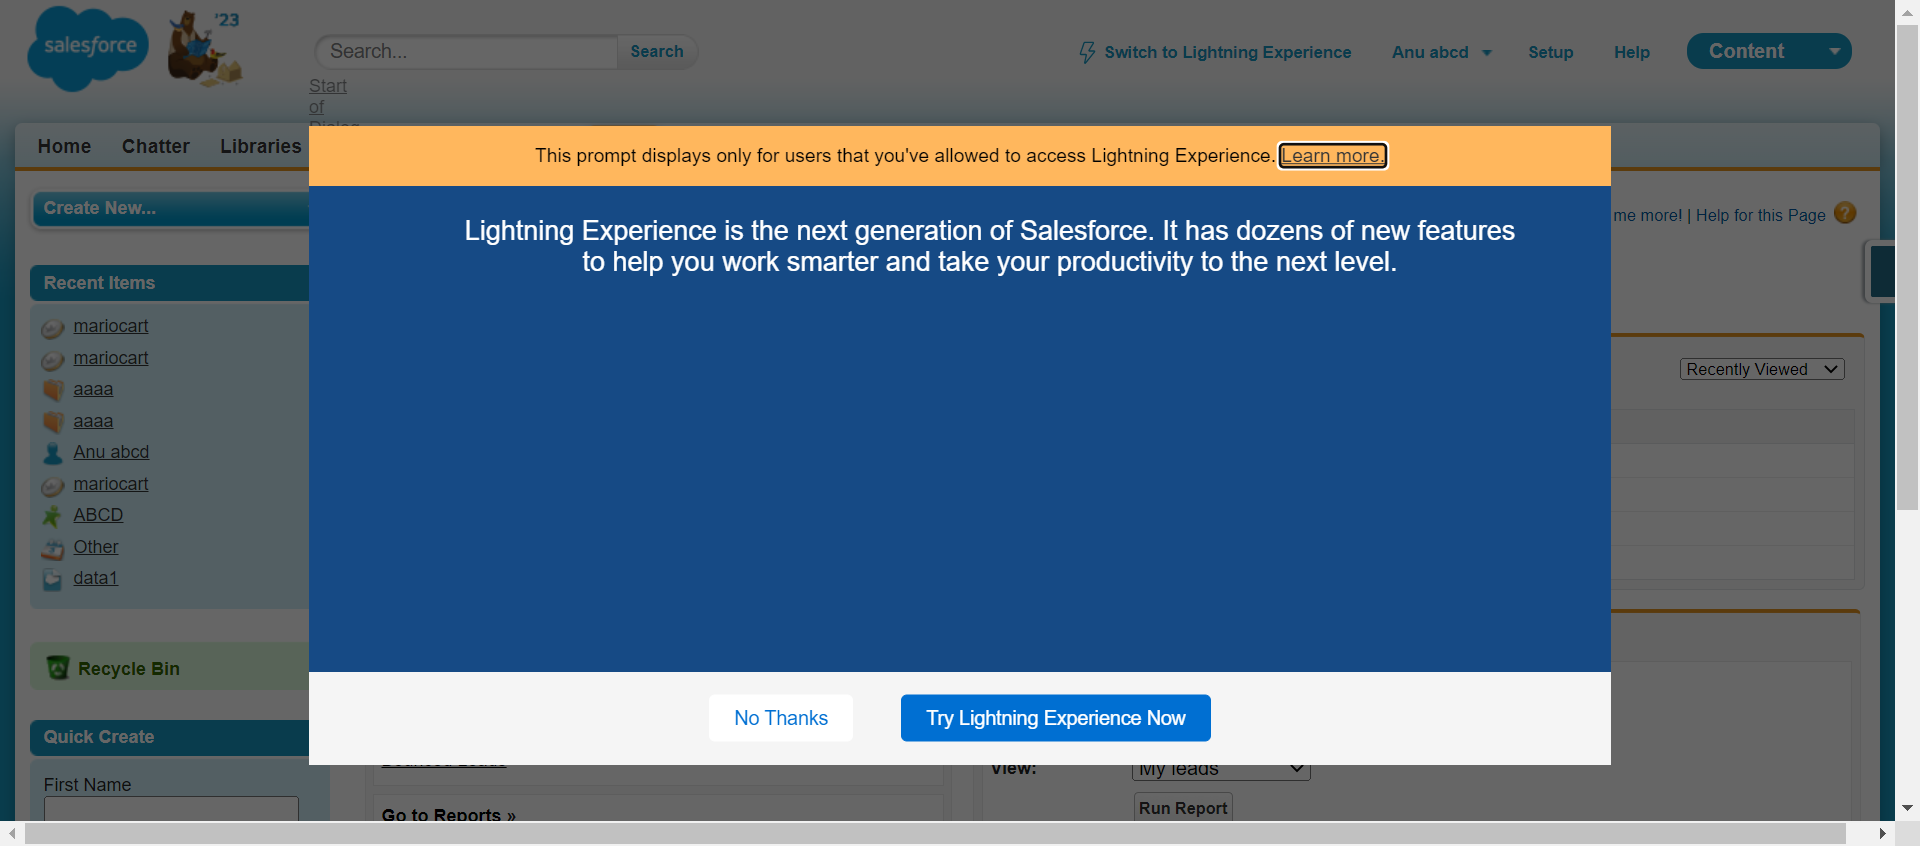 salesforce
'23
Search...
Search
Switch to Lightning Experience
Anu abcd
Setup
Help
Content
Start
of
Dialog
Home
Chatter
Libraries
This prompt displays only for users that you've allowed to access Lightning Experience. Learn more.
Create New...
me more! | Help for this Page
Lightning Experience is the next generation of Salesforce. It has dozens of new features
to help you work smarter and take your productivity to the next level.
Recent Items
mariocart
mariocart
aaaa
aaaa
Anu abcd
mariocart
ABCD
Other
data1
Recently Viewed
Recycle Bin
No Thanks
Try Lightning Experience Now
Quick Create
First Name
Bounced Leads
View:
My leads
Go to Reports »
Run Report